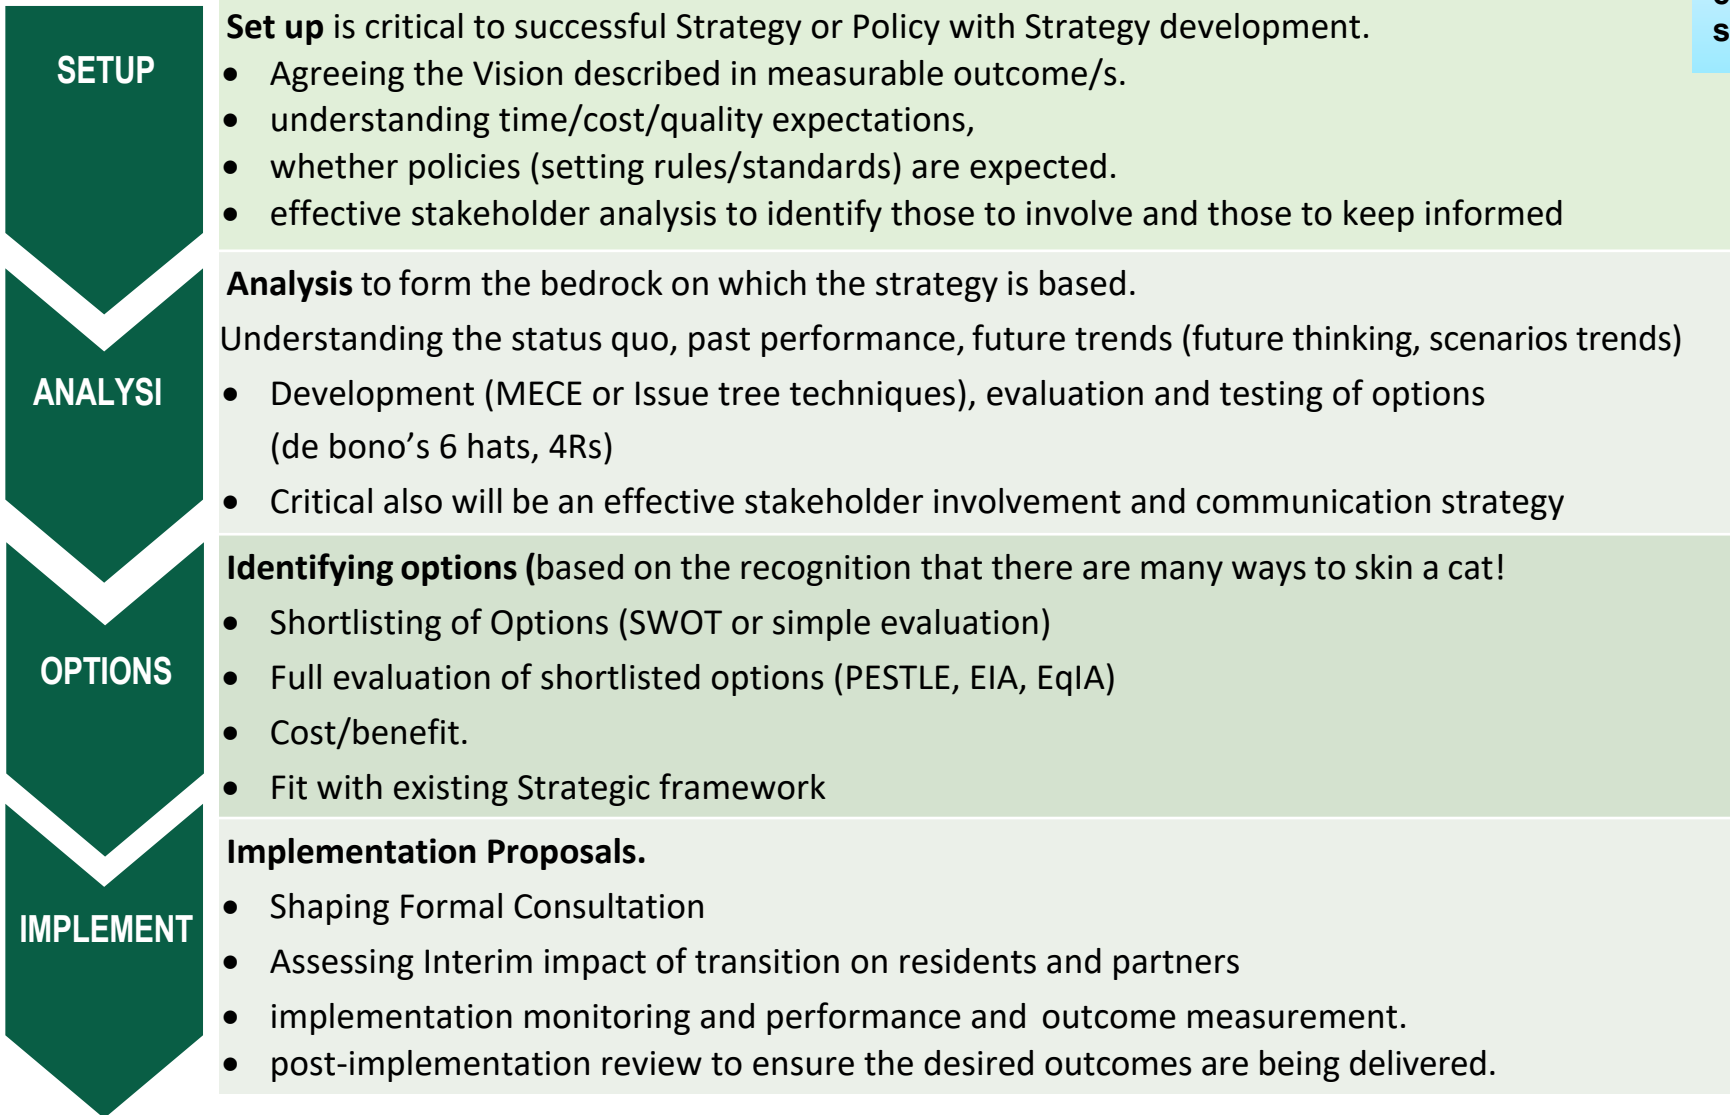 SETUP
Set up is critical to successful Strategy or Policy with Strategy development.
• Agreeing the Vision described in measurable outcome/s.
• understanding time/cost/quality expectations,
• whether policies (setting rules/standards) are expected.
• effective stakeholder analysis to identify those to involve and those to keep informed
ANALYSI
Analysis to form the bedrock on which the strategy is based.
Understanding the status quo, past performance, future trends (future thinking, scenarios trends)
• Development (MECE or Issue tree techniques), evaluation and testing of options
(de bono’s 6 hats, 4Rs)
• Critical also will be an effective stakeholder involvement and communication strategy
OPTIONS
Identifying options (based on the recognition that there are many ways to skin a cat!
• Shortlisting of Options (SWOT or simple evaluation)
• Full evaluation of shortlisted options (PESTLE, EIA, EqIA)
• Cost/benefit.
• Fit with existing Strategic framework
IMPLEMENT
Implementation Proposals.
• Shaping Formal Consultation
• Assessing Interim impact of transition on residents and partners
• implementation monitoring and performance and outcome measurement.
• post-implementation review to ensure the desired outcomes are being delivered.